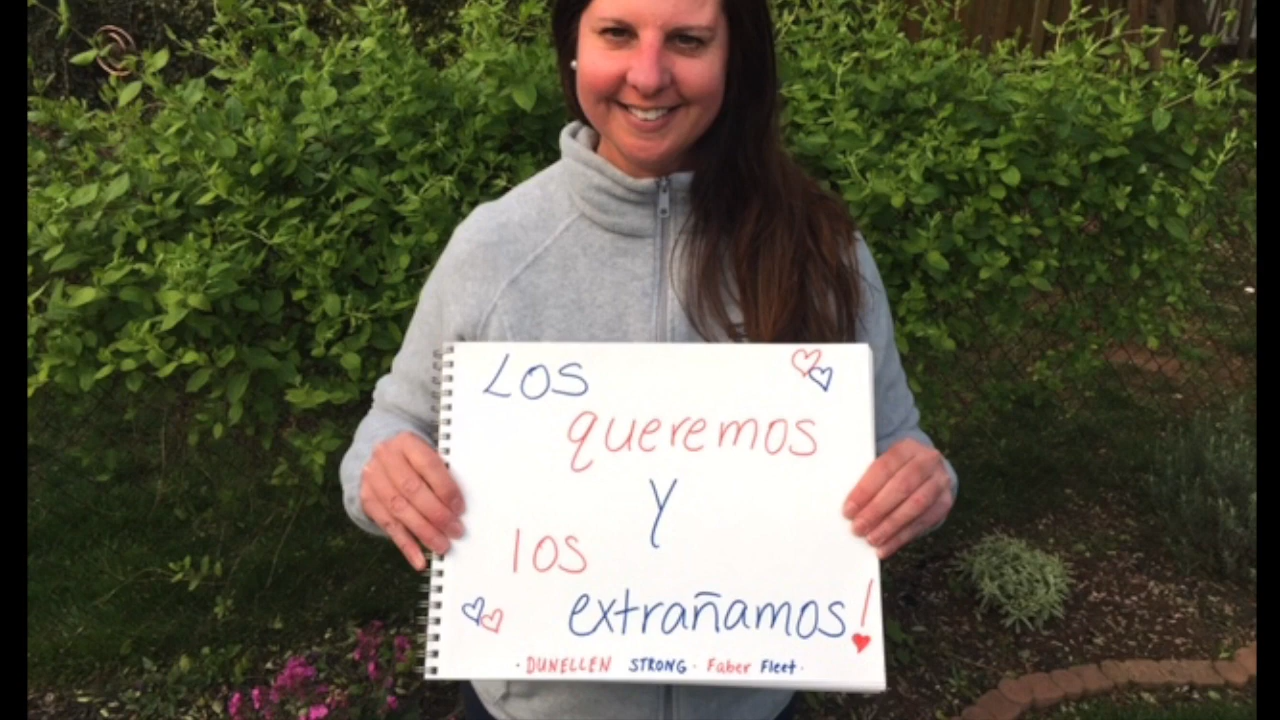 LOS
queremos
y
los
extrañamos!
· DUNELLEN STRONG · Faber Fleet ·